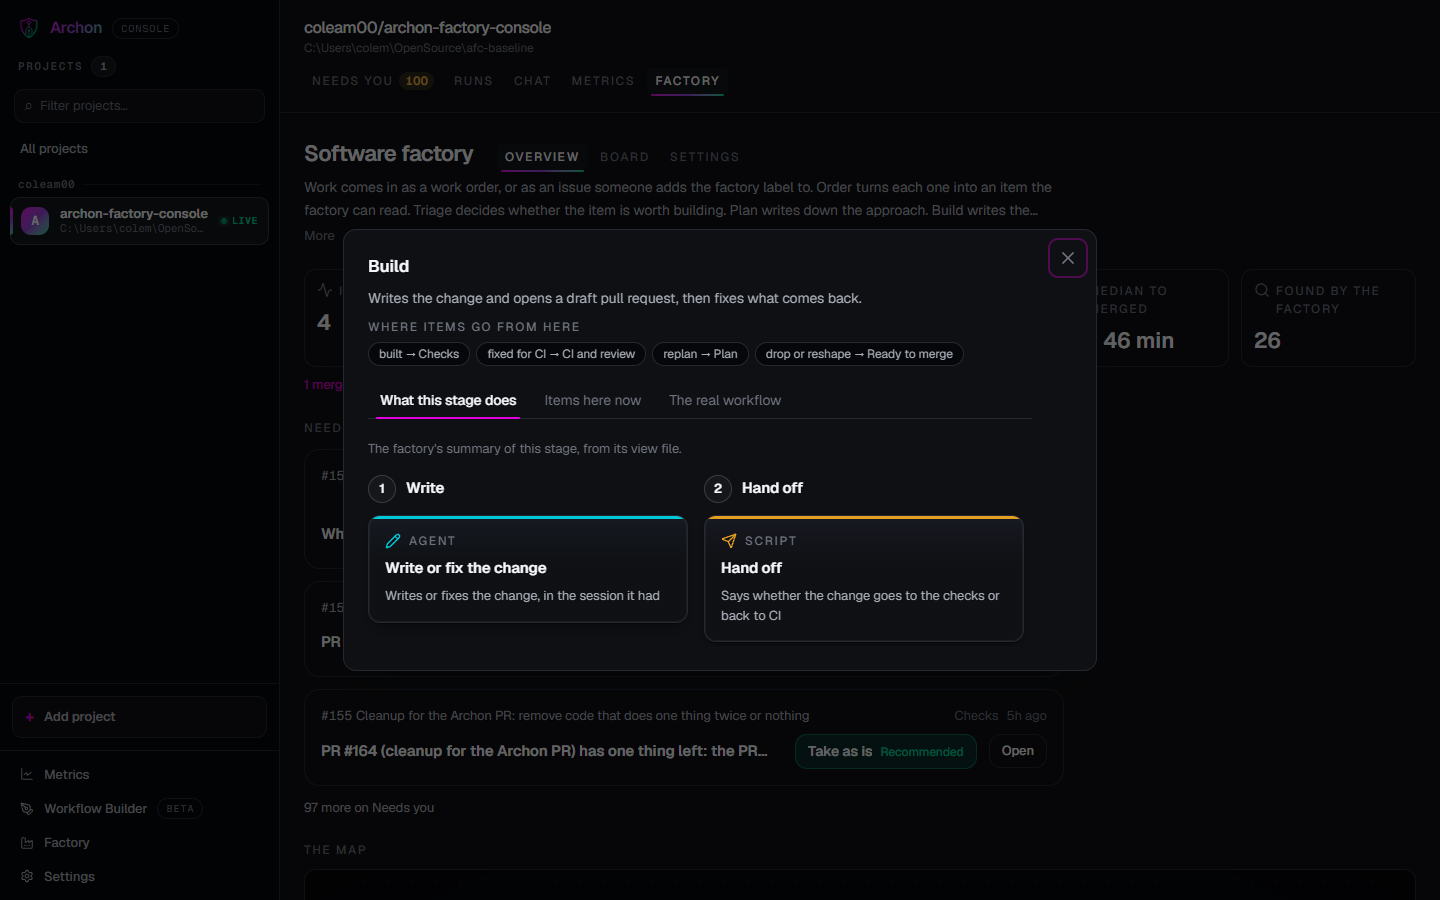 Archon CONSOLE
PROJECTS 1
Filter projects...
All projects
coleam00
A
archon-factory-console
C:\Users\colem\OpenSo...
LIVE
Add project
Metrics
Workflow Builder BETA
Factory
Settings
coleam00/archon-factory-console
C:\Users\colem\OpenSource\afc-baseline
NEEDS YOU 100 RUNS CHAT METRICS FACTORY
Software factory OVERVIEW BOARD SETTINGS
Work comes in as a work order, or as an issue someone adds the factory label to. Order turns each one into an item the
factory can read. Triage decides whether the item is worth building. Plan writes down the approach. Build writes the...
More
4
46 min
FOUND BY THE
FACTORY
26
1 merg
NEED
#15
Wh
#15
PR
Build
Writes the change and opens a draft pull request, then fixes what comes back.
WHERE ITEMS GO FROM HERE
built → Checks
fixed for CI → CI and review
replan → Plan
drop or reshape → Ready to merge
What this stage does
Items here now
The real workflow
The factory's summary of this stage, from its view file.
1 Write
AGENT
Write or fix the change
Writes or fixes the change, in the session it had
2 Hand off
SCRIPT
Hand off
Says whether the change goes to the checks or
back to CI
#155 Cleanup for the Archon PR: remove code that does one thing twice or nothing
Checks 5h ago
PR #164 (cleanup for the Archon PR) has one thing left: the PR...
Take as is Recommended
Open
97 more on Needs you
THE MAP